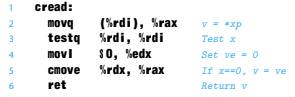 1 cread:
2 movq (%rdi), %rax v = *xp
3 testq %rdi, %rdi Test x
4 movl $0, %edx Set ve = 0
5 cmove %rdx, %rax If x==0, v = ve
6 ret Return v